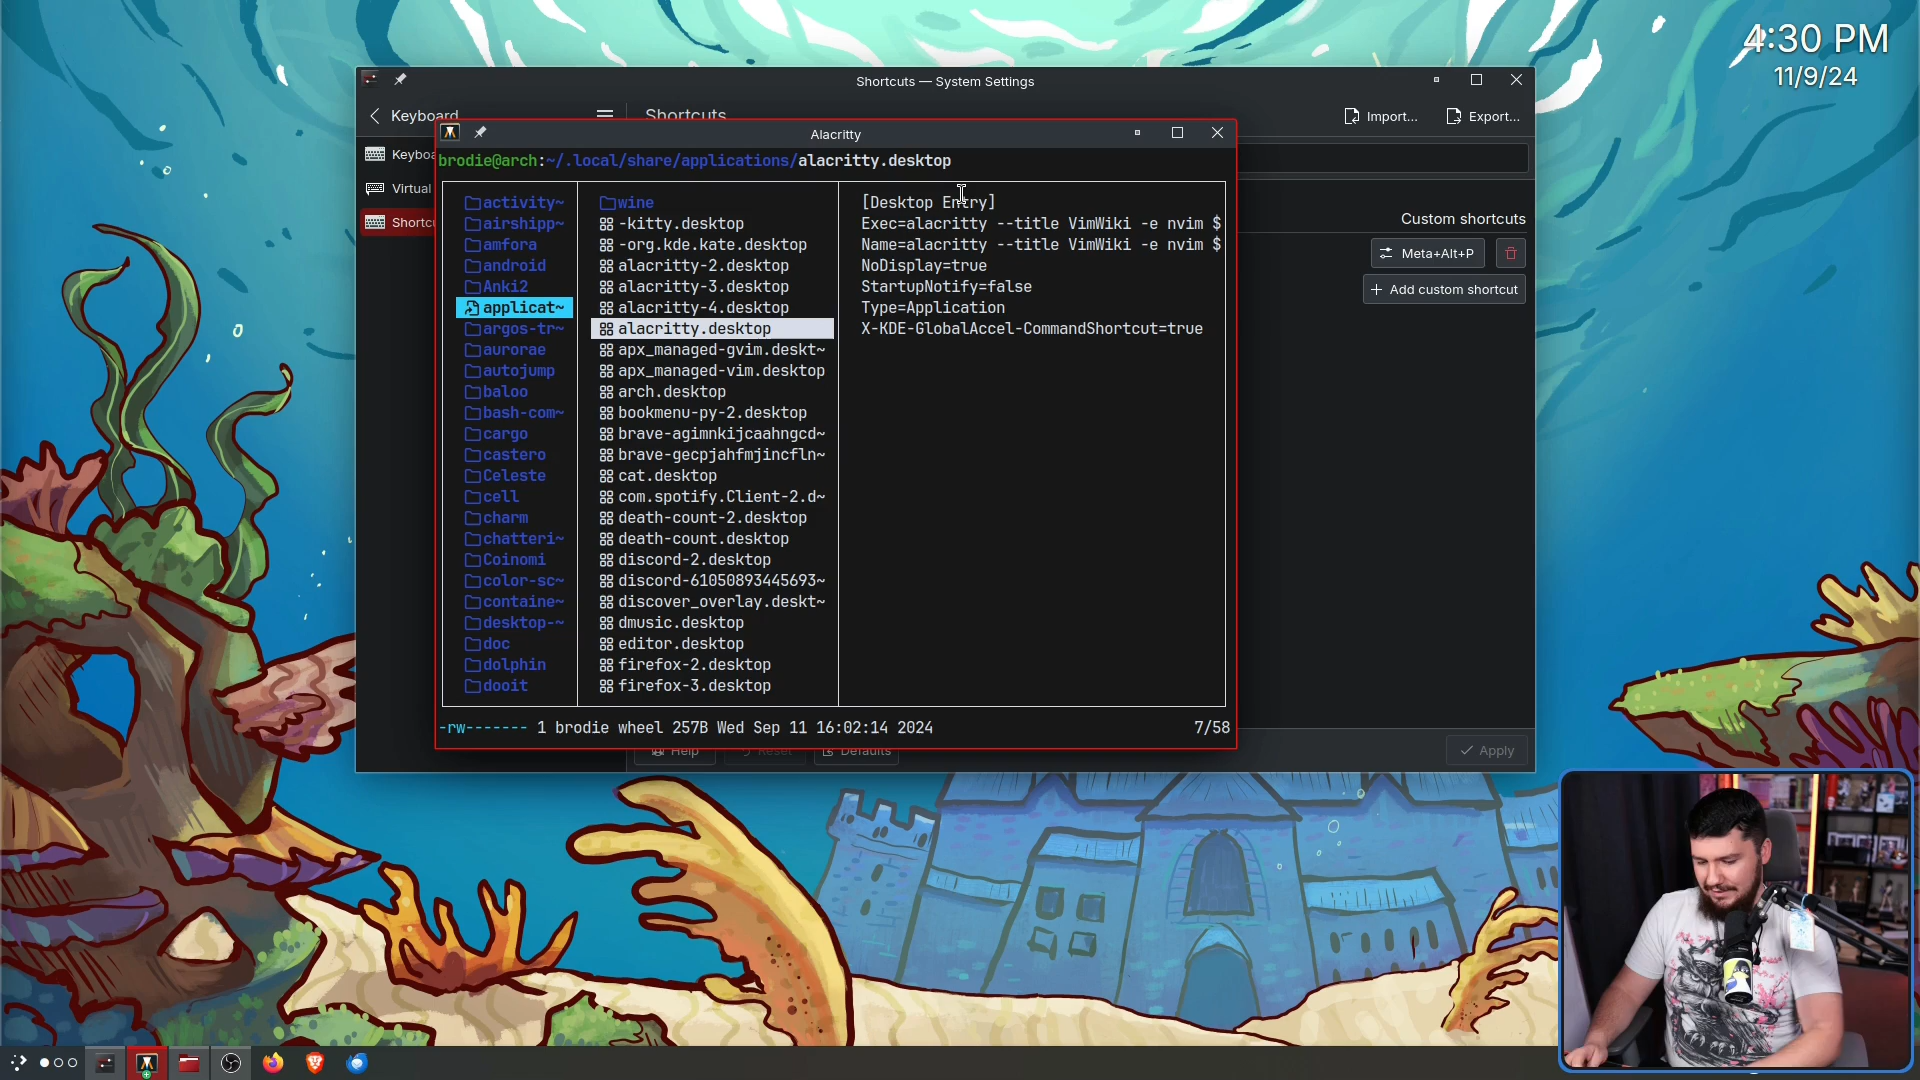 4:30 PM
11/9/24
Shortcuts — System Settings
Keyboard
Shortcuts
Import...
Export...
Alacritty
brodie@arch:~/.local/share/applications/alacritty.desktop
Keyboa
Virtual
Shortc
Custom shortcuts
Meta+Alt+P
Add custom shortcut
activity~
airshipp~
amfora
android
Anki2
applicat~
argos-tr~
aurorae
autojump
baloo
bash-com~
cargo
castero
Celeste
cell
charm
chatteri~
Coinomi
color-sc~
containe~
desktop-~
doc
dolphin
dooit
wine
-kitty.desktop
-org.kde.kate.desktop
alacritty-2.desktop
alacritty-3.desktop
alacritty-4.desktop
alacritty.desktop
apx_managed-gvim.deskt~
apx_managed-vim.desktop
arch.desktop
bookmenu-py-2.desktop
brave-agimnkijcaahngcd~
brave-gecpjahfmjincfln~
cat.desktop
com.spotify.Client-2.d~
death-count-2.desktop
death-count.desktop
discord-2.desktop
discord-61050893445693~
discover_overlay.deskt~
dmusic.desktop
editor.desktop
firefox-2.desktop
firefox-3.desktop
[Desktop Entry]
Exec=alacritty --title VimWiki -e nvim $
Name=alacritty --title VimWiki -e nvim $
NoDisplay=true
StartupNotify=false
Type=Application
X-KDE-GlobalAccel-CommandShortcut=true
-rw------- 1 brodie wheel 257B Wed Sep 11 16:02:14 2024
7/58
Help
Reset
Defaults
Apply